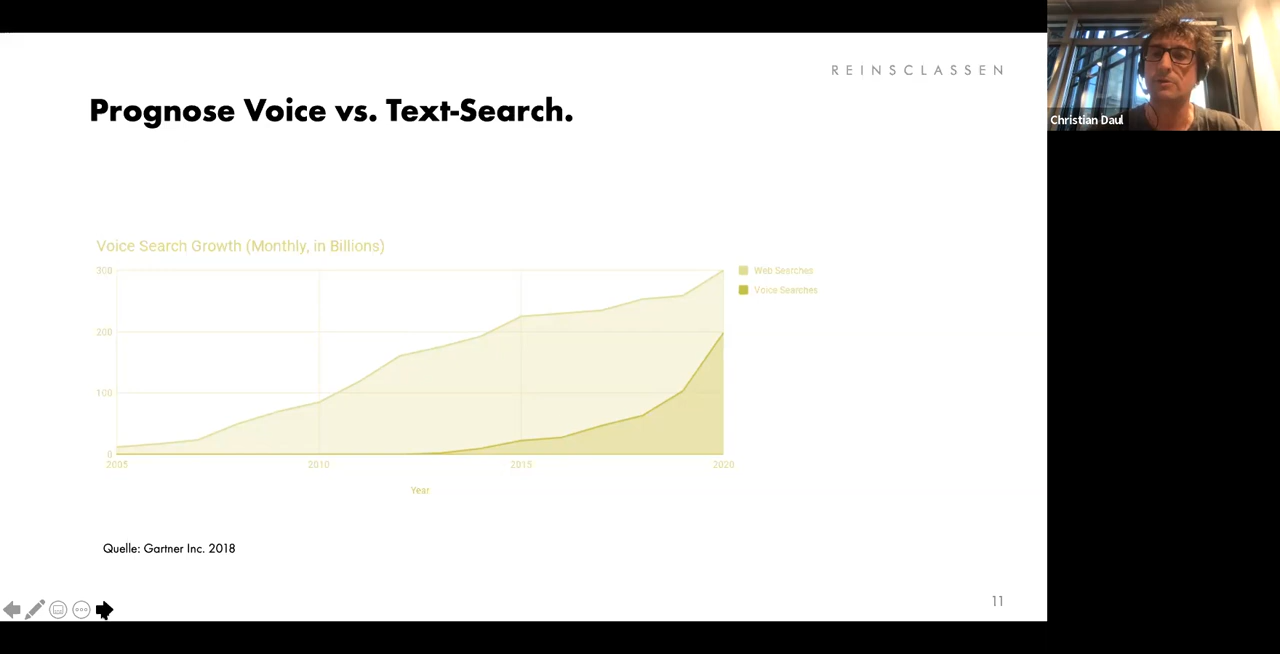 REINSCLASSEN
Christian Daul
Prognose Voice vs. Text-Search.
Voice Search Growth (Monthly, in Billions)
300
200
100
0
2005
2010
2015
2020
Year
Web Searches
Voice Searches
Quelle: Gartner Inc. 2018
11